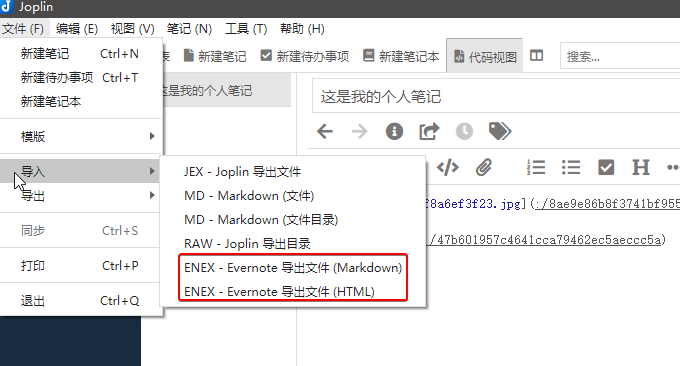 Joplin
文件 (F) 编辑 (E) 视图 (V) 笔记 (N) 工具 (T) 帮助 (H)
新建笔记 Ctrl+N
新建待办事项 Ctrl+T
新建笔记本
模版
导入
导出
同步 Ctrl+S
打印 Ctrl+P
退出 Ctrl+Q
表 新建笔记 新建待办事项 新建笔记本 代码视图 搜索...
这是我的个人笔记
这是我的个人笔记
JEX - Joplin 导出文件
MD - Markdown (文件)
MD - Markdown (文件目录)
RAW - Joplin 导出目录
ENEX - Evernote 导出文件 (Markdown)
ENEX - Evernote 导出文件 (HTML)
f8a6ef3f23.jpg](:/8ae9e86b8f3741bf955
/47b601957c4641cca79462ec5aeccc5a)